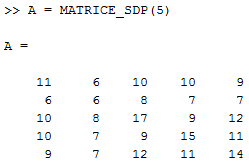 >> A = MATRICE_SDP(5)
A =
11 6 10 10 9
6 6 8 7 7
10 8 17 9 12
10 7 9 15 11
9 7 12 11 14